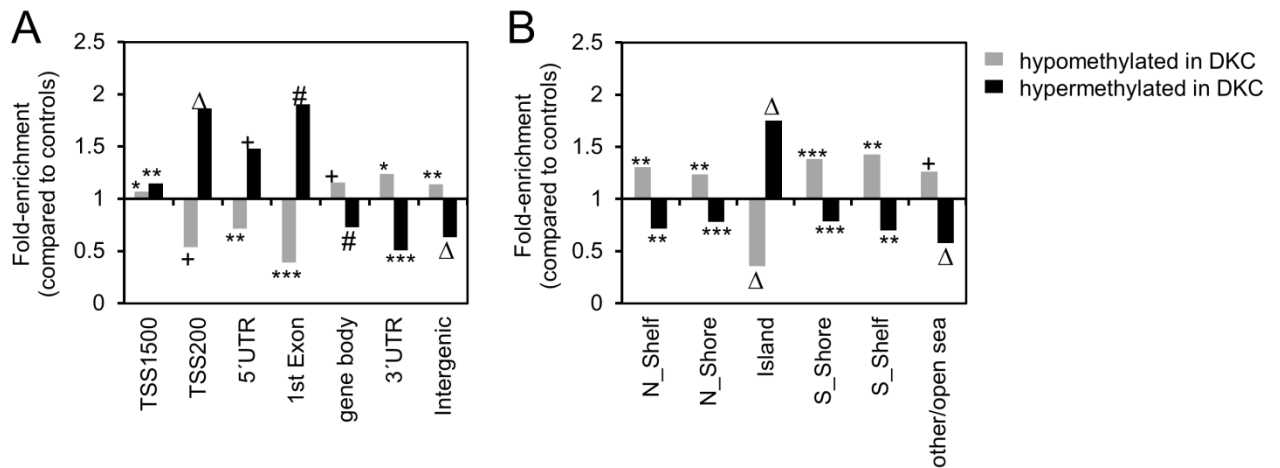 A
Fold-enrichment
(compared to controls)
2.5
2
1.5
1
0.5
0
* ** Δ + + ** # *** + # * *** ** Δ
TSS1500
TSS200
5´UTR
1st Exon
gene body
3´UTR
Intergenic
B
Fold-enrichment
(compared to controls)
2.5
2
1.5
1
0.5
0
** ** ** *** Δ Δ *** *** ** ** + Δ
N_Shelf
N_Shore
Island
S_Shore
S_Shelf
other/open sea
hypomethylated in DKC
hypermethylated in DKC